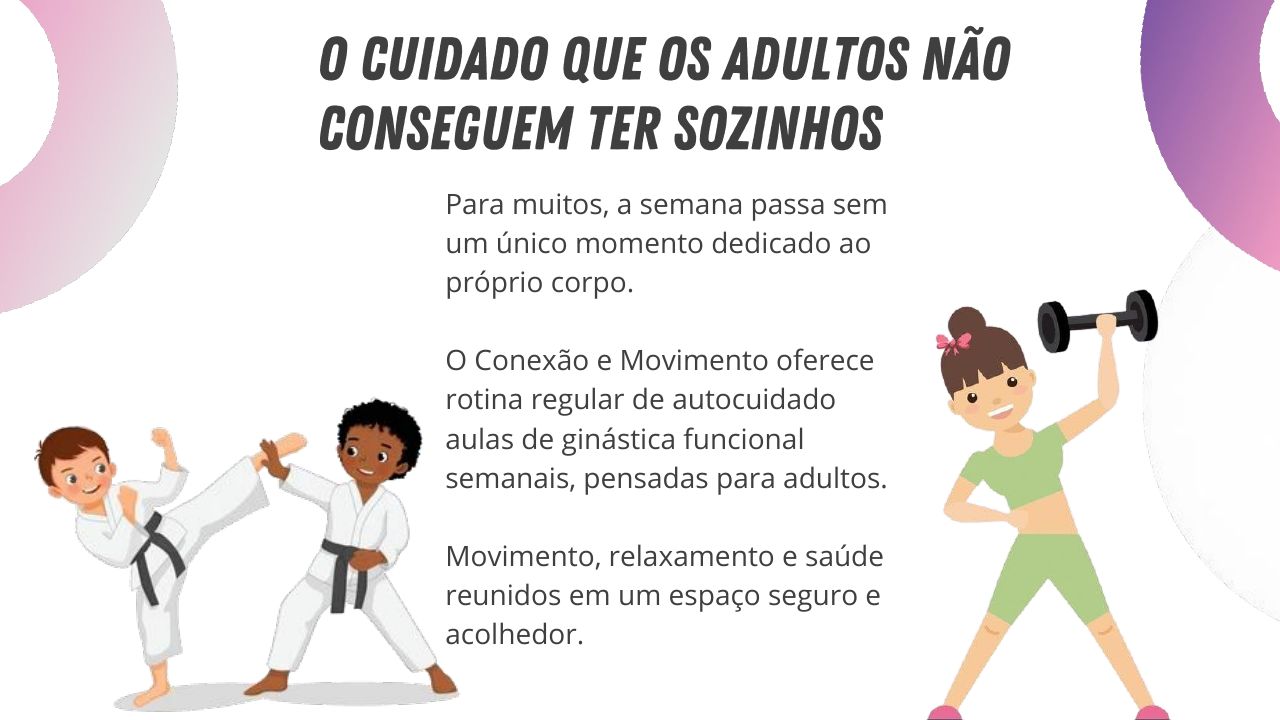 O CUIDADO QUE OS ADULTOS NÃO
CONSEGUEM TER SOZINHOS
Para muitos, a semana passa sem
um único momento dedicado ao
próprio corpo.
O Conexão e Movimento oferece
rotina regular de autocuidado
aulas de ginástica funcional
semanais, pensadas para adultos.
Movimento, relaxamento e saúde
reunidos em um espaço seguro e
acolhedor.